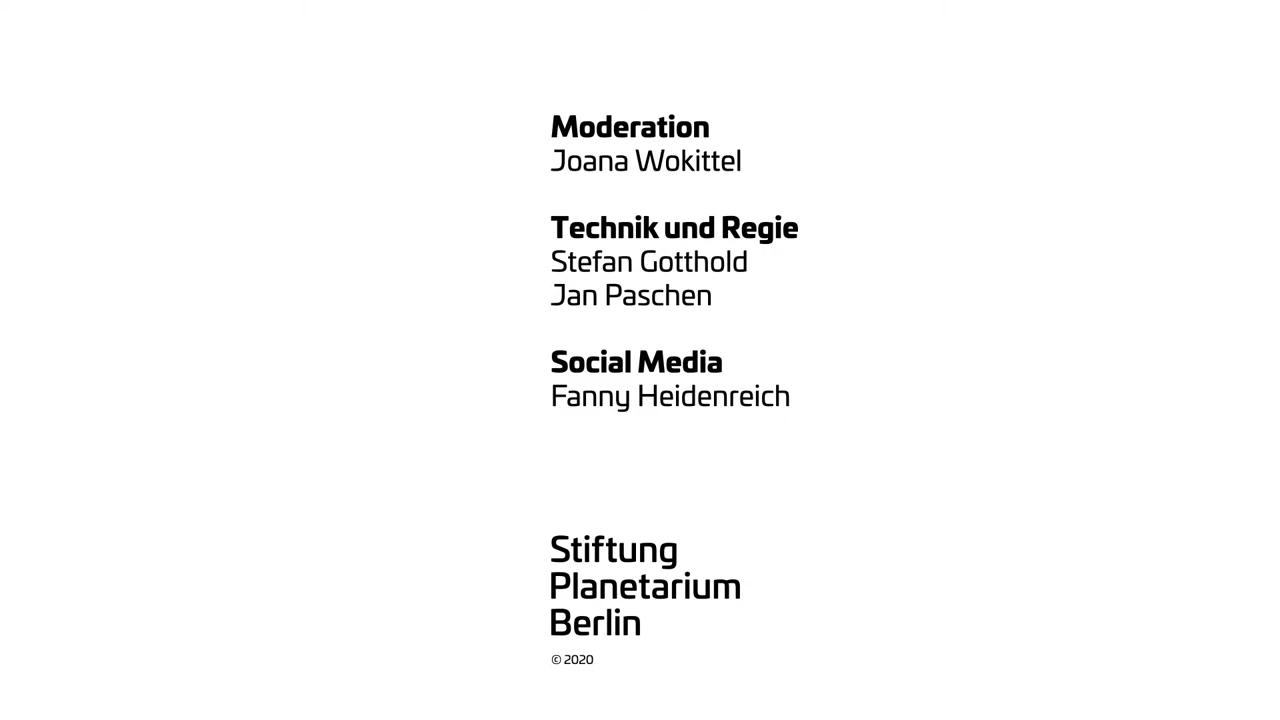 Moderation
Joana Wokittel
Technik und Regie
Stefan Gotthold
Jan Paschen
Social Media
Fanny Heidenreich
Stiftung
Planetarium
Berlin
© 2020